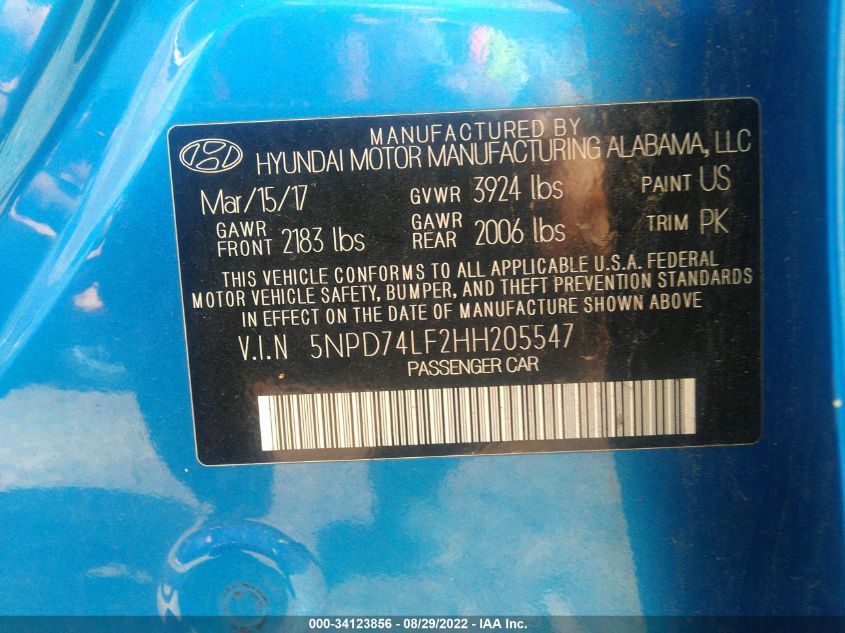 MANUFACTURED BY
HYUNDAI MOTOR MANUFACTURING ALABAMA, LLC
Mar/15/17 GVWR 3924 lbs PAINT US
GAWR FRONT 2183 lbs GAWR REAR 2006 lbs TRIM PK
THIS VEHICLE CONFORMS TO ALL APPLICABLE U.S.A. FEDERAL
MOTOR VEHICLE SAFETY, BUMPER, AND THEFT PREVENTION STANDARDS
IN EFFECT ON THE DATE OF MANUFACTURE SHOWN ABOVE
V.I.N 5NPD74LF2HH205547
PASSENGER CAR
000-34123856 - 08/29/2022 - IAA Inc.